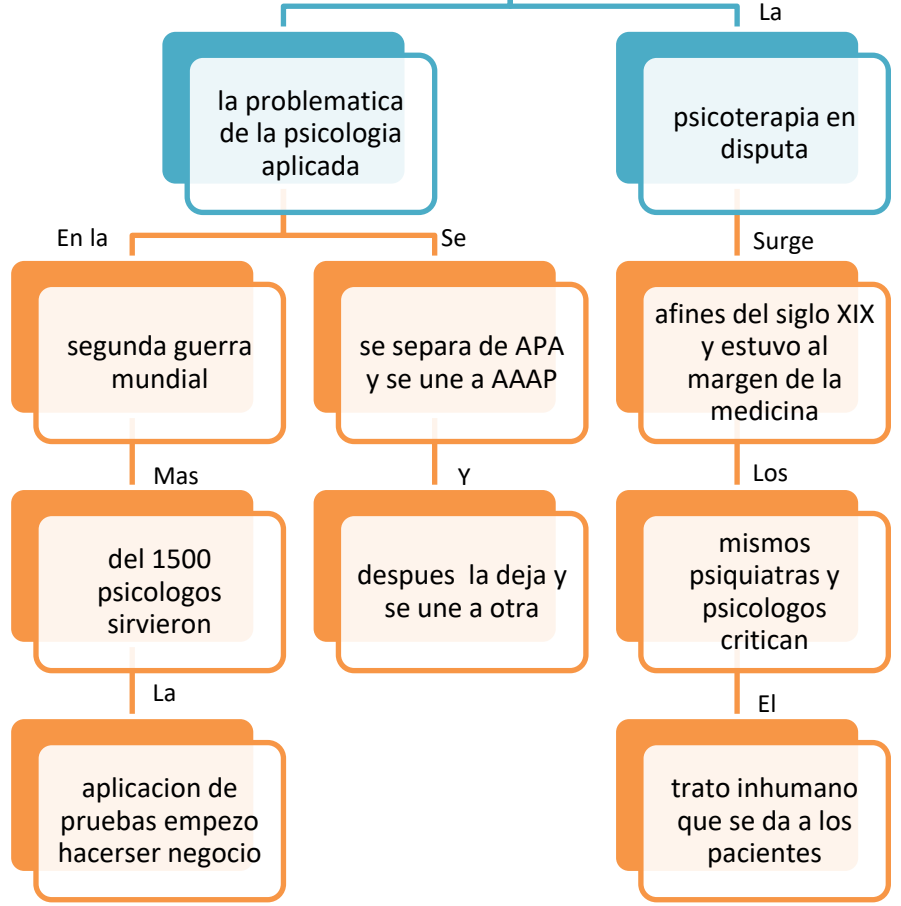 La
la problematica
de la psicologia
aplicada
psicoterapia en
disputa
En la
Se
Surge
segunda guerra
mundial
se separa de APA
y se une a AAAP
afines del siglo XIX
y estuvo al
margen de la
medicina
Mas
Y
Los
del 1500
psicologos
sirvieron
despues la deja y
se une a otra
mismos
psiquiatras y
psicologos
critican
La
El
aplicacion de
pruebas empezo
hacerser negocio
trato inhumano
que se da a los
pacientes